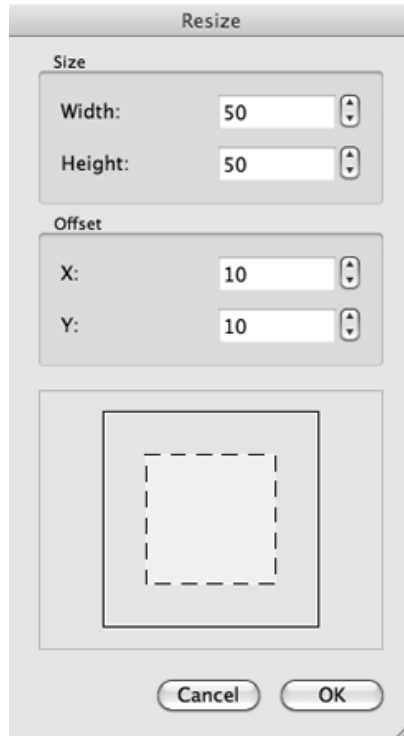 Resize
Size
Width: 50
Height: 50
Offset
X: 10
Y: 10
Cancel OK